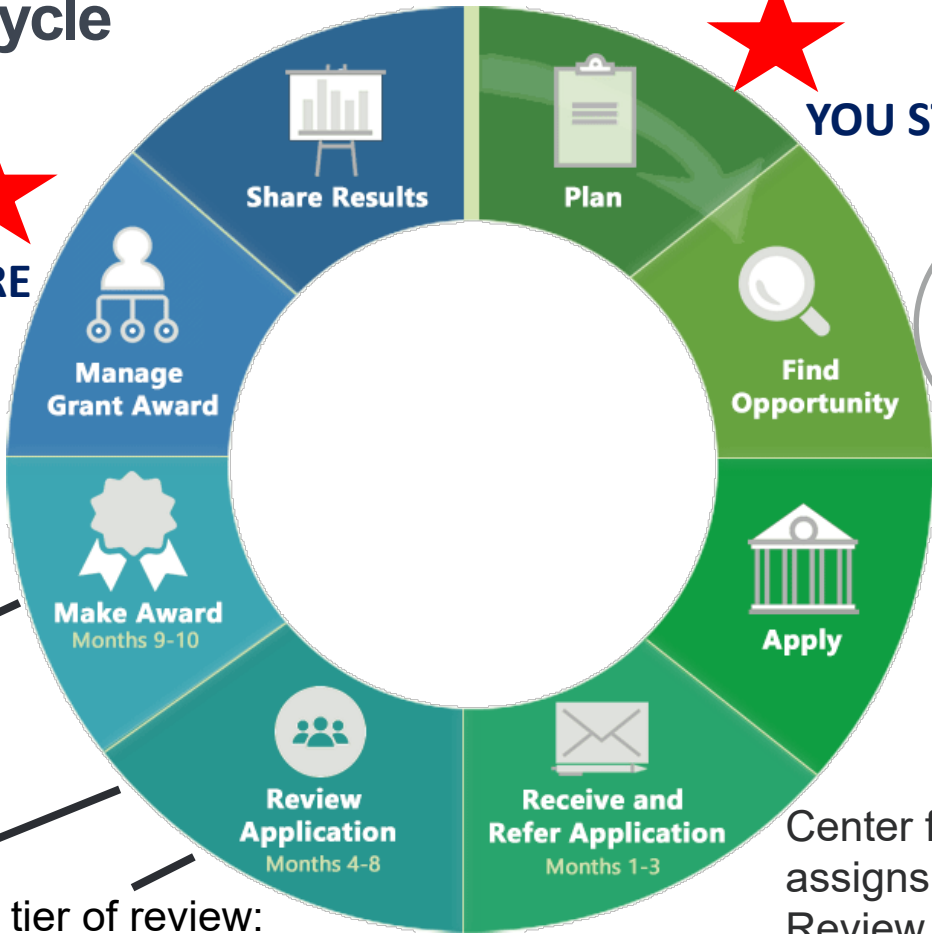 ycle
YOU S
RE
Share Results
Plan
Manage
Grant Award
Find
Opportunity
Make Award
Months 9-10
Apply
Review
Application
Months 4-8
Receive and
Refer Application
Months 1-3
Center f
assigns
Review
tier of review: